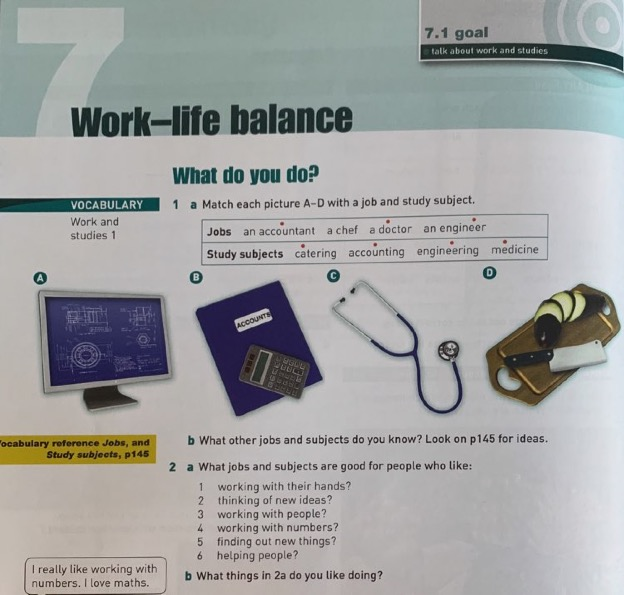 7
7.1 goal
talk about work and studies
Work–life balance
What do you do?
VOCABULARY
Work and
studies 1
1 a Match each picture A–D with a job and study subject.
Jobs an accountant a chef a doctor an engineer
Study subjects catering accounting engineering medicine
A
B
C
D
ACCOUNTS
Vocabulary reference Jobs, and
Study subjects, p145
b What other jobs and subjects do you know? Look on p145 for ideas.
2 a What jobs and subjects are good for people who like:
1 working with their hands?
2 thinking of new ideas?
3 working with people?
4 working with numbers?
5 finding out new things?
6 helping people?
I really like working with
numbers. I love maths.
b What things in 2a do you like doing?